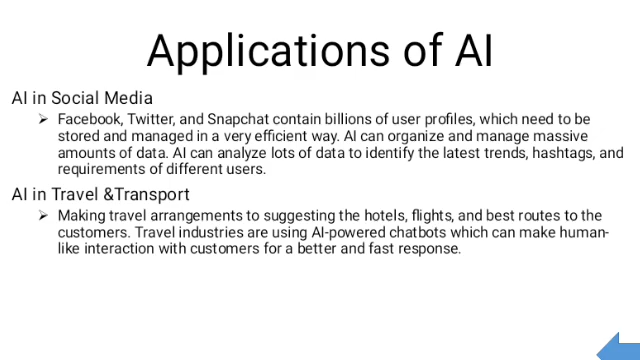 Applications of AI
AI in Social Media
➢ Facebook, Twitter, and Snapchat contain billions of user profiles, which need to be
stored and managed in a very efficient way. AI can organize and manage massive
amounts of data. AI can analyze lots of data to identify the latest trends, hashtags, and
requirements of different users.
AI in Travel &Transport
➢ Making travel arrangements to suggesting the hotels, flights, and best routes to the
customers. Travel industries are using AI-powered chatbots which can make human-
like interaction with customers for a better and fast response.